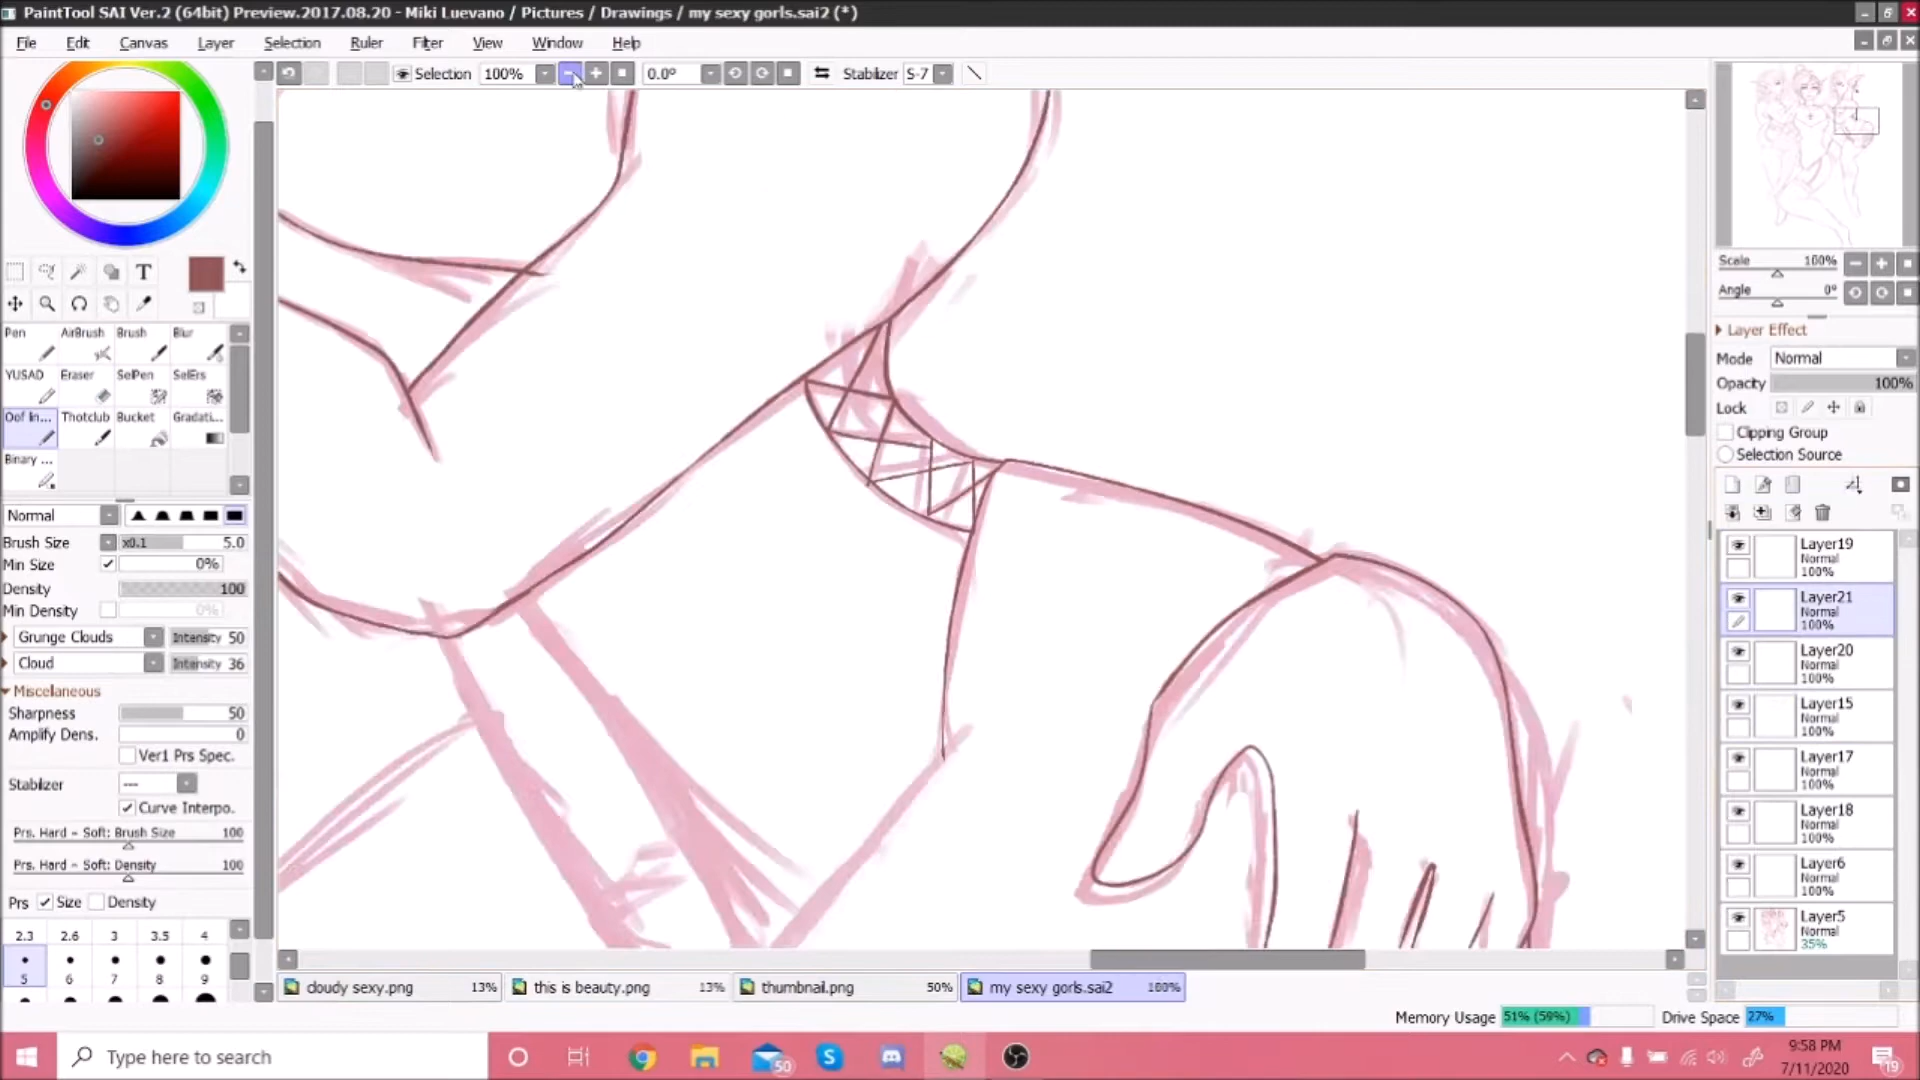 PaintTool SAI Ver.2 (64bit) Preview.2017.08.20 - Miki Luevano / Pictures / Drawings / my sexy gorls.sai2 (*)
File Edit Canvas Layer Selection Ruler Filter View Window Help
Selection 100% 0.0° Stabilizer S-7
T
Pen AirBrush Brush Blur
YUSAD Eraser SelPen SelErs
Oof In... Thotclub Bucket Gradati...
Binary ...
Normal
Brush Size x0.1 5.0
Min Size 0%
Density 100
Min Density 0%
Grunge Clouds Intensity 50
Cloud Intensity 36
Miscellaneous
Sharpness 50
Amplify Dens. 0
Ver1 Prs Spec.
Stabilizer ---
Curve Interpo.
Prs. Hard - Soft: Brush Size 100
Prs. Hard - Soft: Density 100
Prs Size Density
2.3 2.6 3 3.5 4
5 6 7 8 9
Scale 100%
Angle 0°
Layer Effect
Mode Normal
Opacity 100%
Lock
Clipping Group
Selection Source
Layer19
Normal
100%
Layer21
Normal
100%
Layer20
Normal
100%
Layer15
Normal
100%
Layer17
Normal
100%
Layer18
Normal
100%
Layer6
Normal
100%
Layer5
Normal
35%
cloudy sexy.png 13% this is beauty.png 13% thumbnail.png 50% my sexy gorls.sai2 100%
Memory Usage 51% (59%) Drive Space 27%
Type here to search
50
9:58 PM
7/11/2020
19